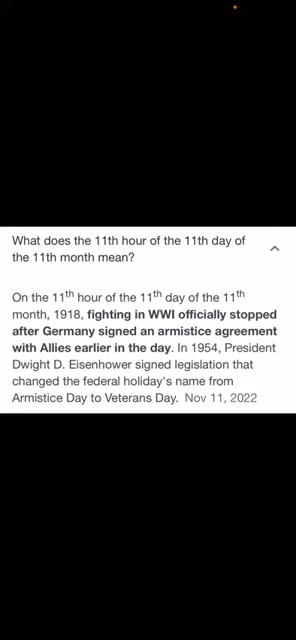 What does the 11th hour of the 11th day of
the 11th month mean?
On the 11th hour of the 11th day of the 11th
month, 1918, fighting in WWI officially stopped
after Germany signed an armistice agreement
with Allies earlier in the day. In 1954, President
Dwight D. Eisenhower signed legislation that
changed the federal holiday's name from
Armistice Day to Veterans Day. Nov 11, 2022